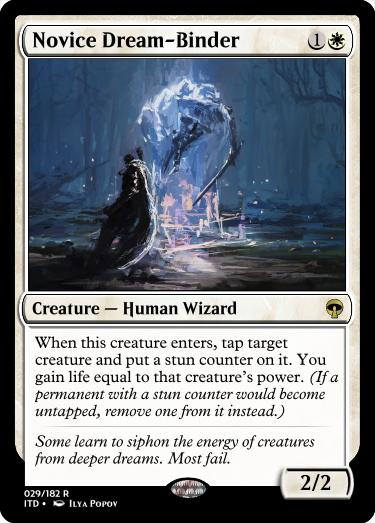 Novice Dream-Binder 1
Creature — Human Wizard
When this creature enters, tap target
creature and put a stun counter on it. You
gain life equal to that creature's power. (If a
permanent with a stun counter would become
untapped, remove one from it instead.)
Some learn to siphon the energy of creatures
from deeper dreams. Most fail.
2/2
029/182 R
ITD • Ilya Popov